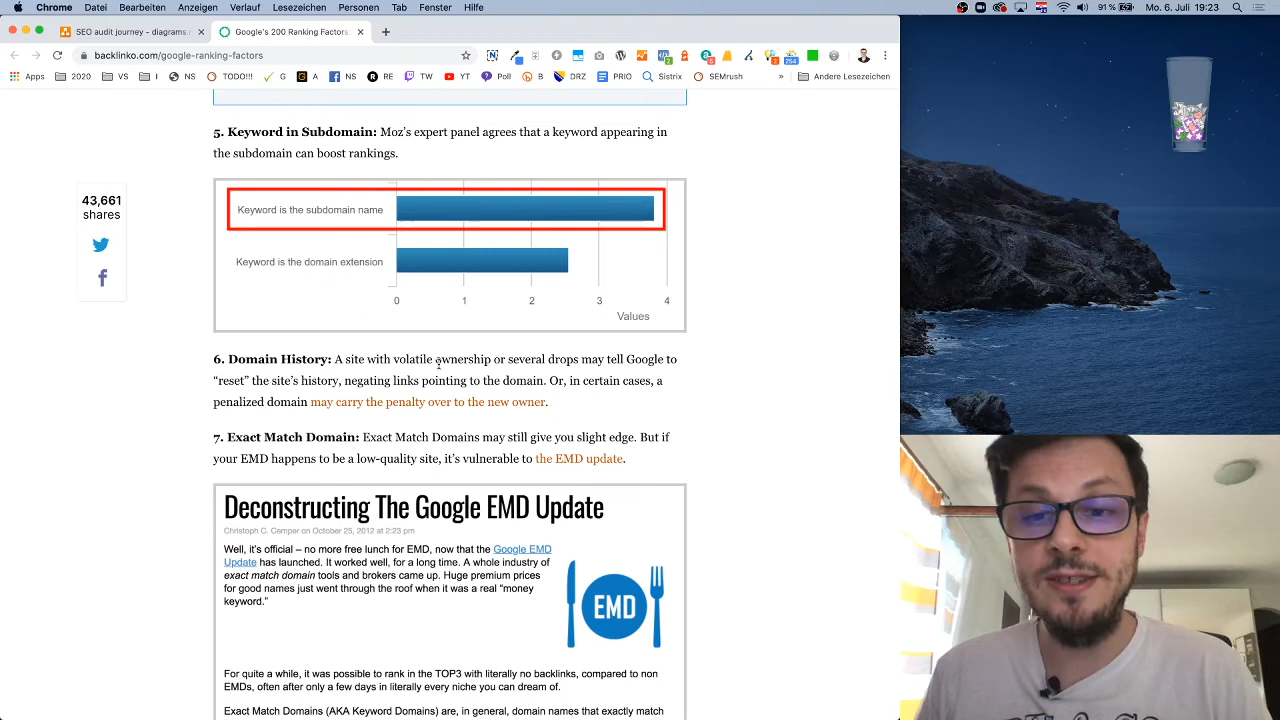 Chrome Datei Bearbeiten Anzeigen Verlauf Lesezeichen Personen Tab Fenster Hilfe
91 % Mo. 6. Juli 19:23
SEO audit journey - diagrams.n
Google's 200 Ranking Factors:
backlinko.com/google-ranking-factors
Apps 2020 VS I NS TODO!!! G A NS RE TW YT Poll B DRZ PRIO Sistrix SEMrush » Andere Lesezeichen
5. Keyword in Subdomain: Moz's expert panel agrees that a keyword appearing in
the subdomain can boost rankings.
43,661
shares
Keyword is the subdomain name
Keyword is the domain extension
0 1 2 3 4
Values
6. Domain History: A site with volatile ownership or several drops may tell Google to
“reset” the site's history, negating links pointing to the domain. Or, in certain cases, a
penalized domain may carry the penalty over to the new owner.
7. Exact Match Domain: Exact Match Domains may still give you slight edge. But if
your EMD happens to be a low-quality site, it's vulnerable to the EMD update.
Deconstructing The Google EMD Update
Christoph C. Cemper on October 25, 2012 at 2:23 pm
Well, it's official – no more free lunch for EMD, now that the Google EMD
Update has launched. It worked well, for a long time. A whole industry of
exact match domain tools and brokers came up. Huge premium prices
for good names just went through the roof when it was a real “money
keyword.”
EMD
For quite a while, it was possible to rank in the TOP3 with literally no backlinks, compared to non
EMDs, often after only a few days in literally every niche you can dream of.
Exact Match Domains (AKA Keyword Domains) are, in general, domain names that exactly match